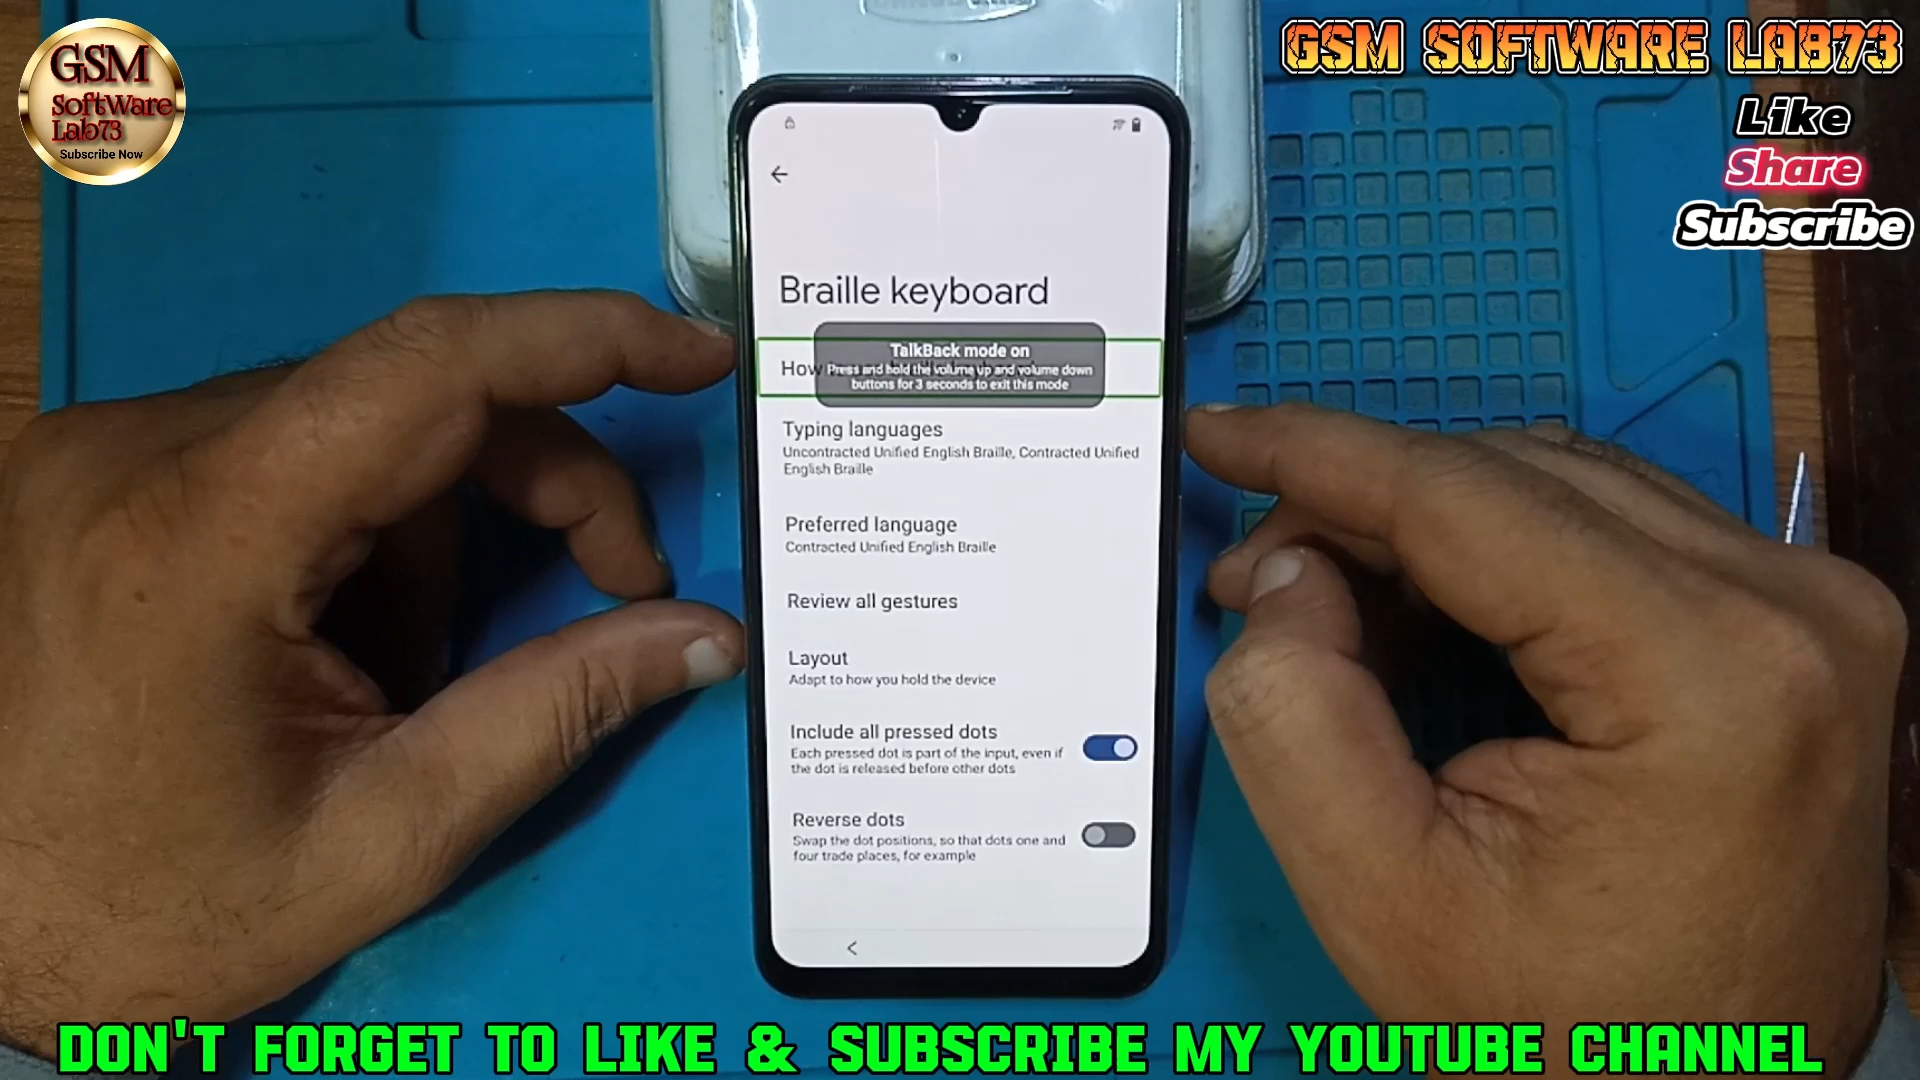 GSM
SoftWare
Lab73
Subscribe Now
GSM SOFTWARE LAB73
Like
Share
Subscribe
Braille keyboard
How
TalkBack mode on
Press and hold the volume up and volume down
buttons for 3 seconds to exit this mode
Typing languages
Uncontracted Unified English Braille, Contracted Unified
English Braille
Preferred language
Contracted Unified English Braille
Review all gestures
Layout
Adapt to how you hold the device
Include all pressed dots
Each pressed dot is part of the input, even if
the dot is released before other dots
Reverse dots
Swap the dot positions, so that dots one and
four trade places, for example
DON'T FORGET TO LIKE & SUBSCRIBE MY YOUTUBE CHANNEL